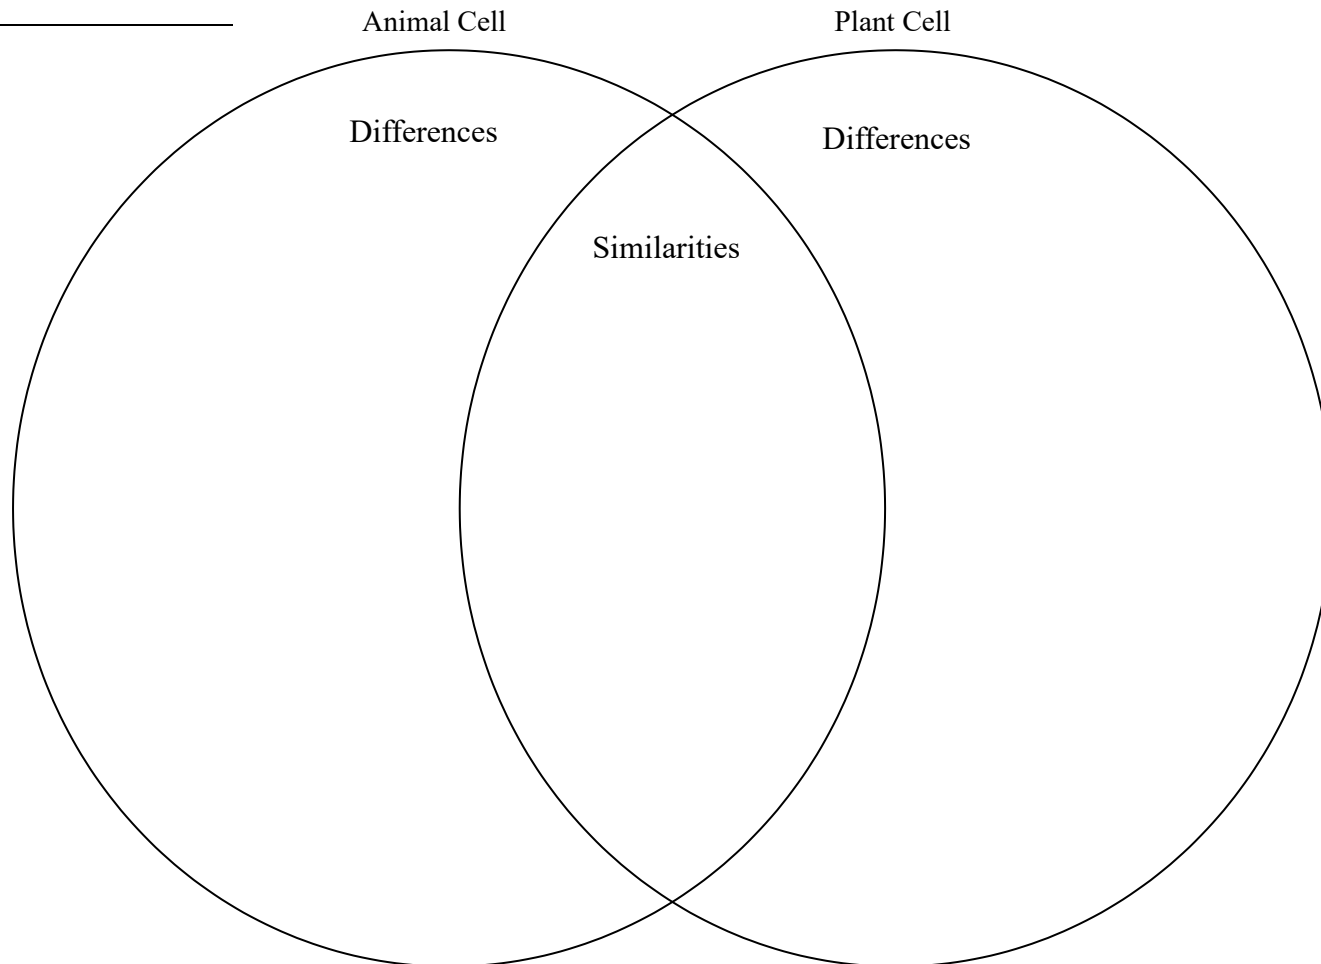 Animal Cell
Plant Cell
Differences
Differences
Similarities